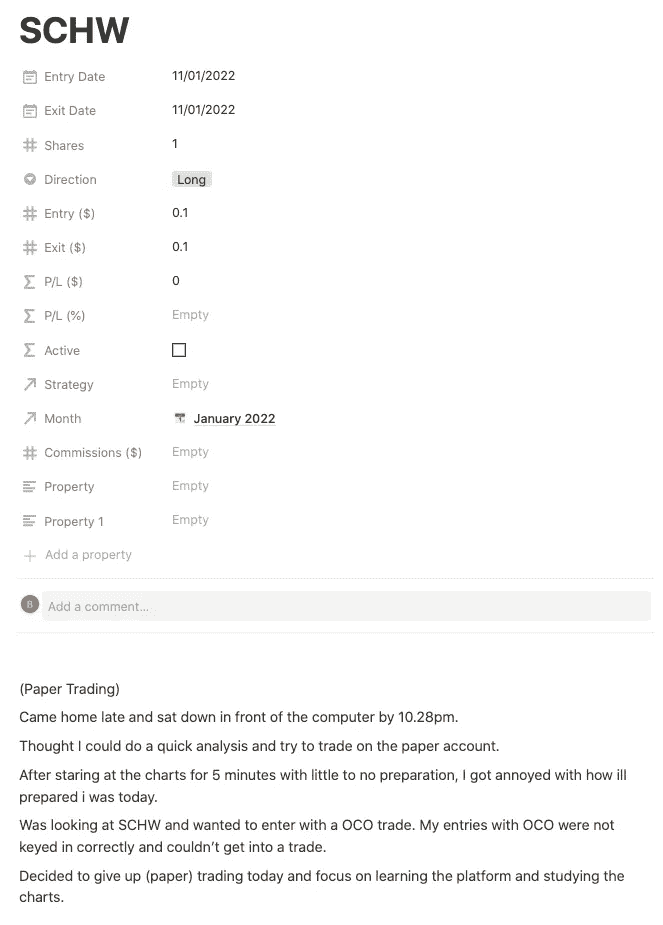 SCHW
Entry Date 11/01/2022
Exit Date 11/01/2022
Shares 1
Direction Long
Entry ($) 0.1
Exit ($) 0.1
P/L ($) 0
P/L (%) Empty
Active
Strategy Empty
Month January 2022
Commissions ($) Empty
Property Empty
Property 1 Empty
Add a property
B Add a comment...
(Paper Trading)
Came home late and sat down in front of the computer by 10.28pm.
Thought I could do a quick analysis and try to trade on the paper account.
After staring at the charts for 5 minutes with little to no preparation, I got annoyed with how ill
prepared i was today.
Was looking at SCHW and wanted to enter with a OCO trade. My entries with OCO were not
keyed in correctly and couldn't get into a trade.
Decided to give up (paper) trading today and focus on learning the platform and studying the
charts.